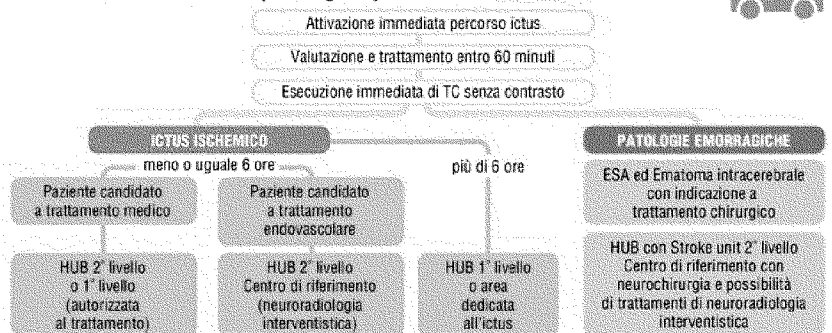 Attivazione immediata percorso ictus
Valutazione e trattamento entro 60 minuti
Esecuzione immediata di TC senza contrasto
ICTUS ISCHEMICO
PATOLOGIE EMORRAGICHE
meno o uguale 6 ore
più di 6 ore
Paziente candidato
a trattamento medico
Paziente candidato
a trattamento
endovascolare
ESA ed Ematoma intracerebrale
con indicazione a
trattamento chirurgico
HUB 2° livello
o 1° livello
(autorizzata
al trattamento)
HUB 2° livello
Centro di riferimento
(neuroradiologia
interventistica)
HUB 1° livello
o area
dedicata
all'ictus
HUB con Stroke unit 2° livello
Centro di riferimento con
neurochirurgia e possibilità
di trattamenti di neuroradiologia
interventistica